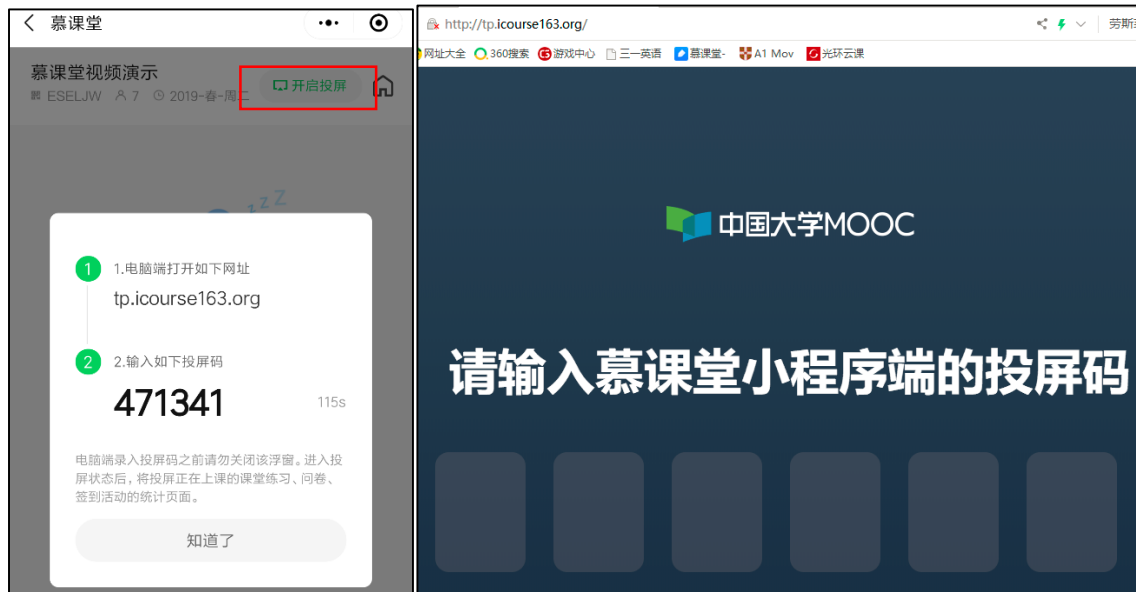 慕课堂
慕课堂视频演示
开启投屏
ESELJW 7 2019-春-周二
z z Z
1
1.电脑端打开如下网址
tp.icourse163.org
2
2.输入如下投屏码
471341
115s
电脑端录入投屏码之前请勿关闭该浮窗。进入投
屏状态后，将投屏正在上课的课堂练习、问卷、
签到活动的统计页面。
知道了
http://tp.icourse163.org/
劳斯
网址大全 360搜索 游戏中心 三一英语 慕课堂- A1 Mov 光环云课
中国大学MOOC
请输入慕课堂小程序端的投屏码